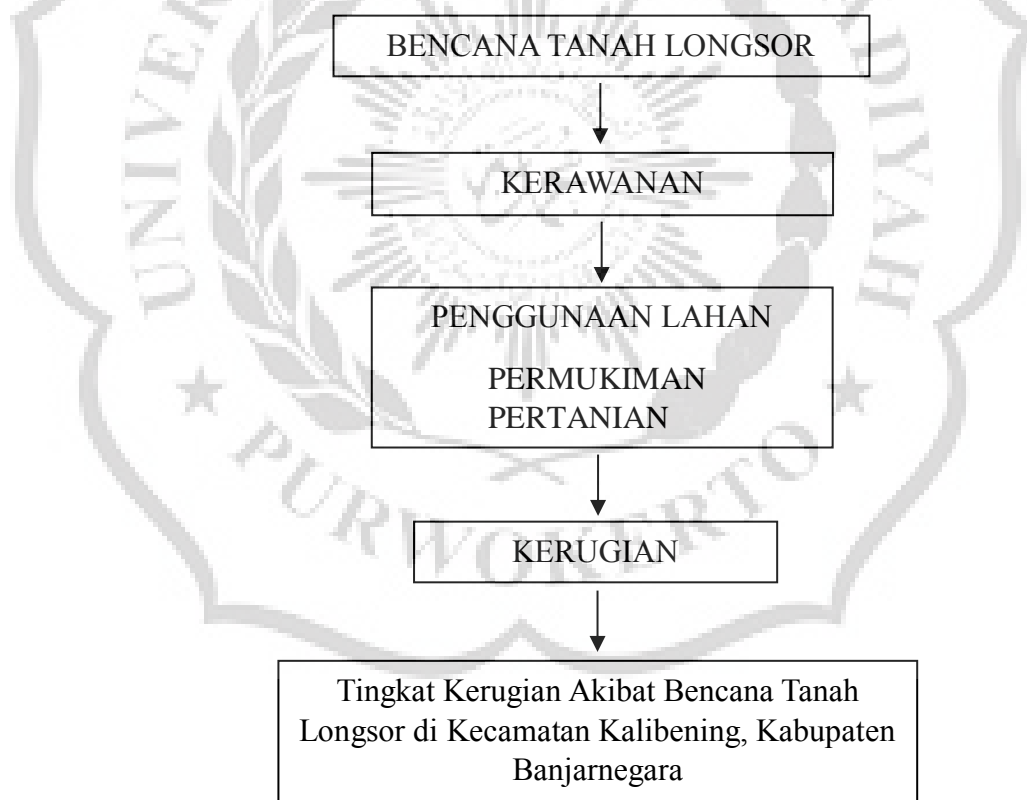 BENCANA TANAH LONGSOR
KERAWANAN
PENGGUNAAN LAHAN
PERMUKIMAN
PERTANIAN
KERUGIAN
Tingkat Kerugian Akibat Bencana Tanah
Longsor di Kecamatan Kalibening, Kabupaten
Banjarnegara
PURWOKERTO